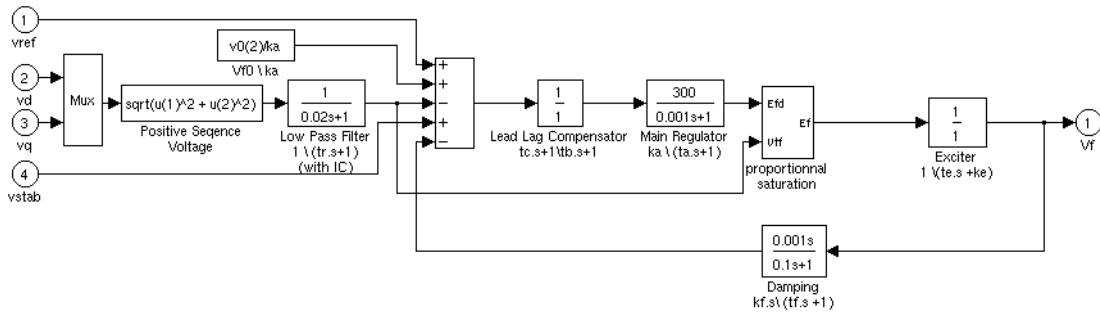 1
vref
v0(2)/ka
Vf0 \ ka
2
vd
3
vq
Mux
sqrt(u(1)^2 + u(2)^2)
Positive Seqence
Voltage
1
0.02s+1
Low Pass Filter
1 \ (tr.s+1)
(with IC)
4
vstab
+
+
−
+
−
1
1
Lead Lag Compensator
tc.s+1\tb.s+1
300
0.001s+1
Main Regulator
ka \ (ta.s+1)
Efd
Ef
Vtf
proportionnal
saturation
1
1
Exciter
1 \(te.s +ke)
1
Vf
0.001s
0.1s+1
Damping
kf.s\ (tf.s +1)